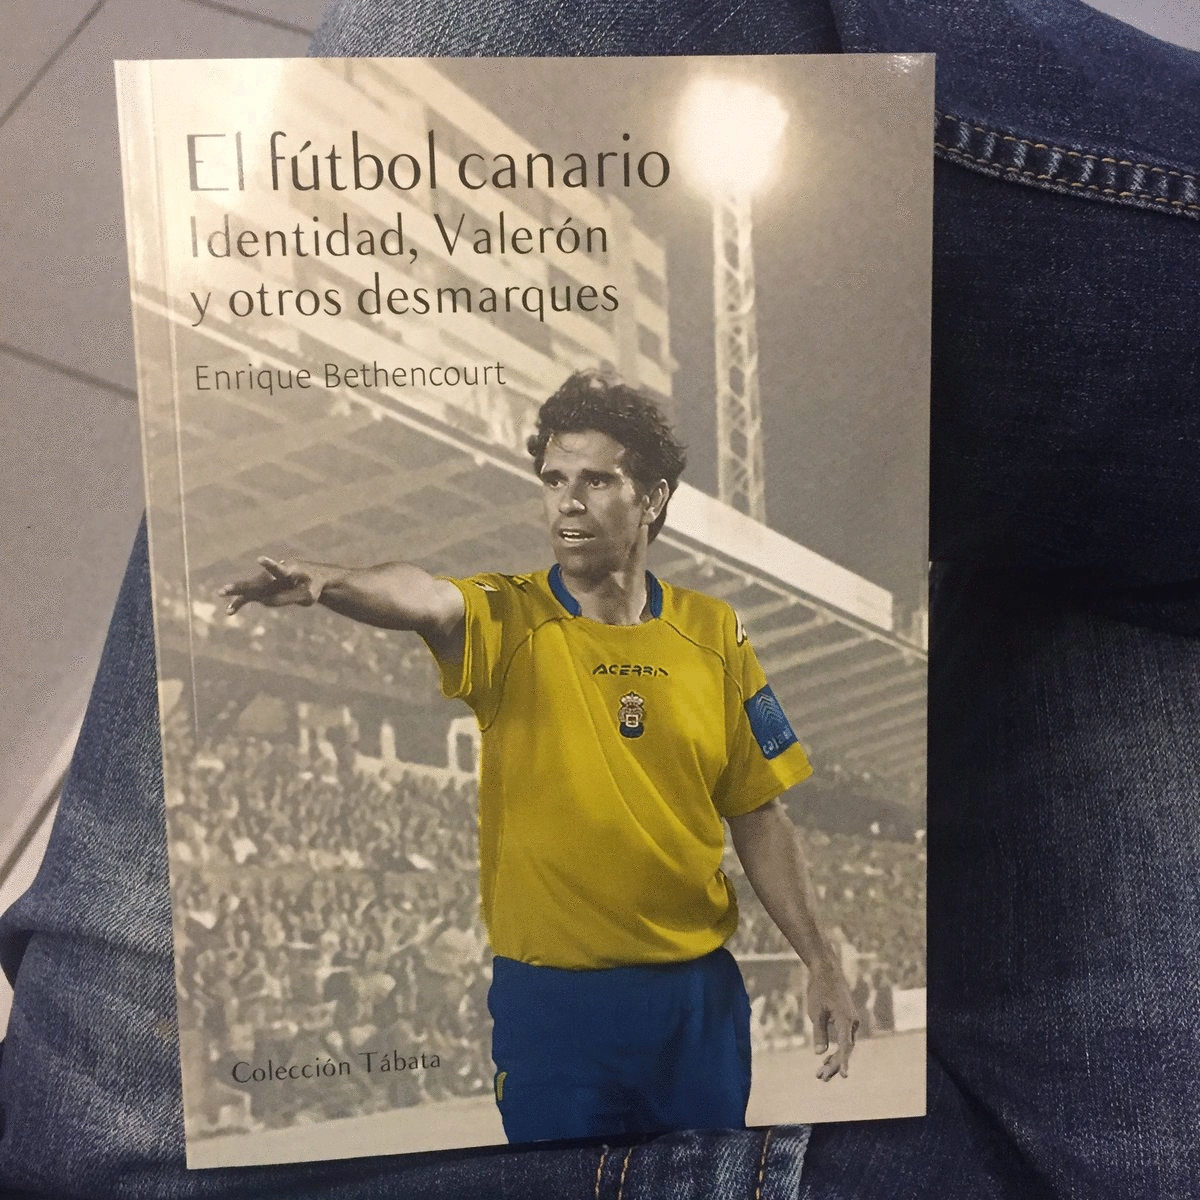 El fútbol canario
Identidad, Valerón
y otros desmarques
Enrique Bethencourt
ACERBIS
Colección Tábata